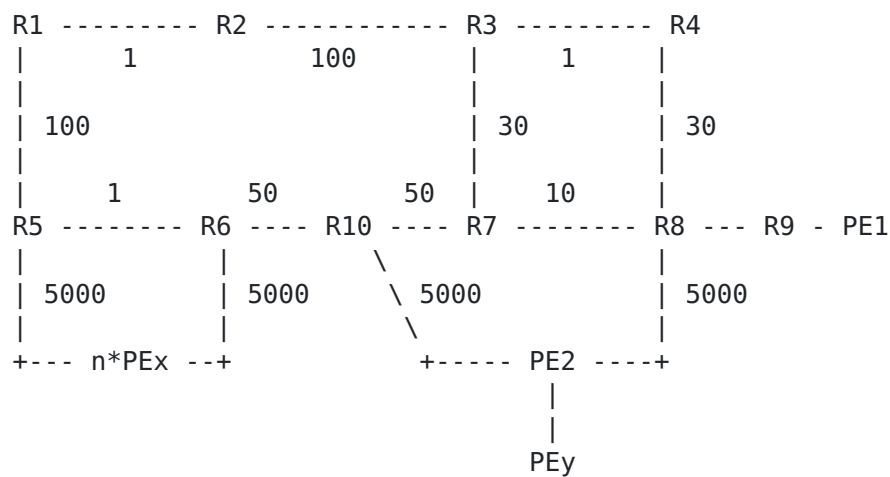 R1 --------- R2 ------------ R3 --------- R4
|      1           100       |     1     |
|                            |           |
| 100                        | 30        | 30
|                            |           |
|     1        50        50  |    10     |
R5 -------- R6 ---- R10 ---- R7 -------- R8 --- R9 - PE1
|            |         \                 |
| 5000       | 5000     \ 5000           | 5000
|            |           \               |
+--- n*PEx --+            +----- PE2 ----+
                                  |
                                  |
                                 PEy